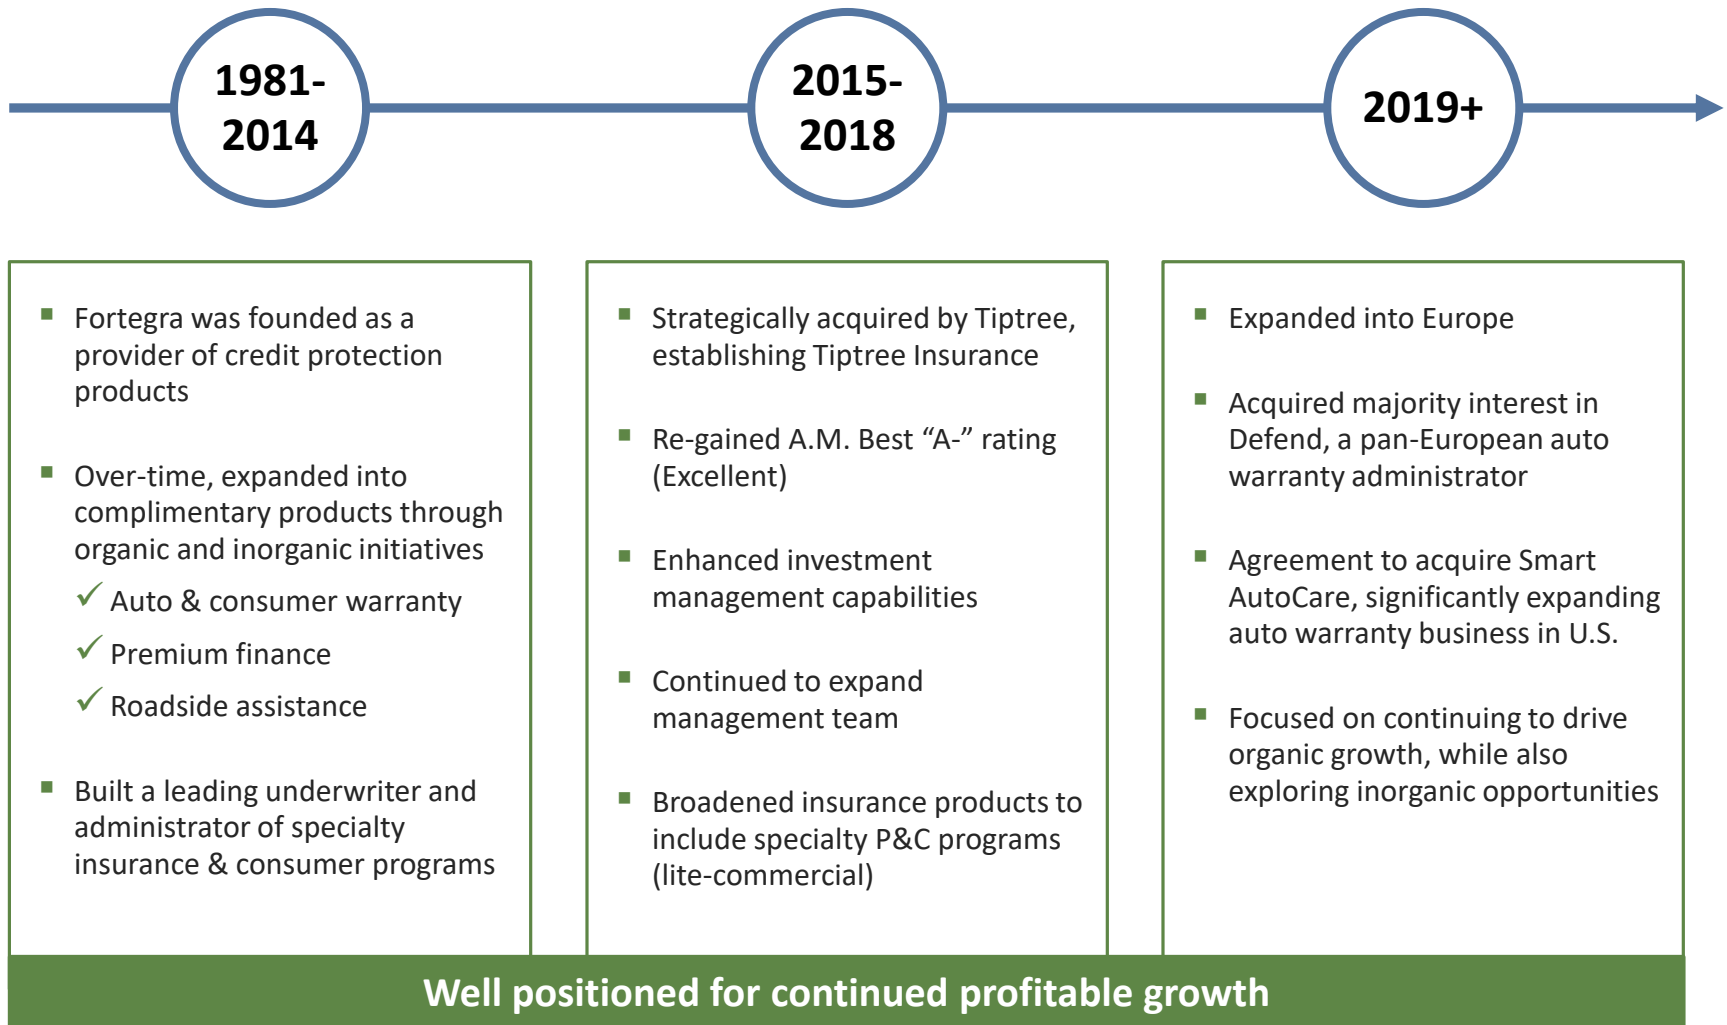 1981-
2014
2015-
2018
2019+
Fortegra was founded as a
provider of credit protection
products
Over-time, expanded into
complimentary products through
organic and inorganic initiatives
Auto & consumer warranty
Premium finance
Roadside assistance
Built a leading underwriter and
administrator of specialty
insurance & consumer programs
Strategically acquired by Tiptree,
establishing Tiptree Insurance
Re-gained A.M. Best “A-” rating
(Excellent)
Enhanced investment
management capabilities
Continued to expand
management team
Broadened insurance products to
include specialty P&C programs
(lite-commercial)
Expanded into Europe
Acquired majority interest in
Defend, a pan-European auto
warranty administrator
Agreement to acquire Smart
AutoCare, significantly expanding
auto warranty business in U.S.
Focused on continuing to drive
organic growth, while also
exploring inorganic opportunities
Well positioned for continued profitable growth